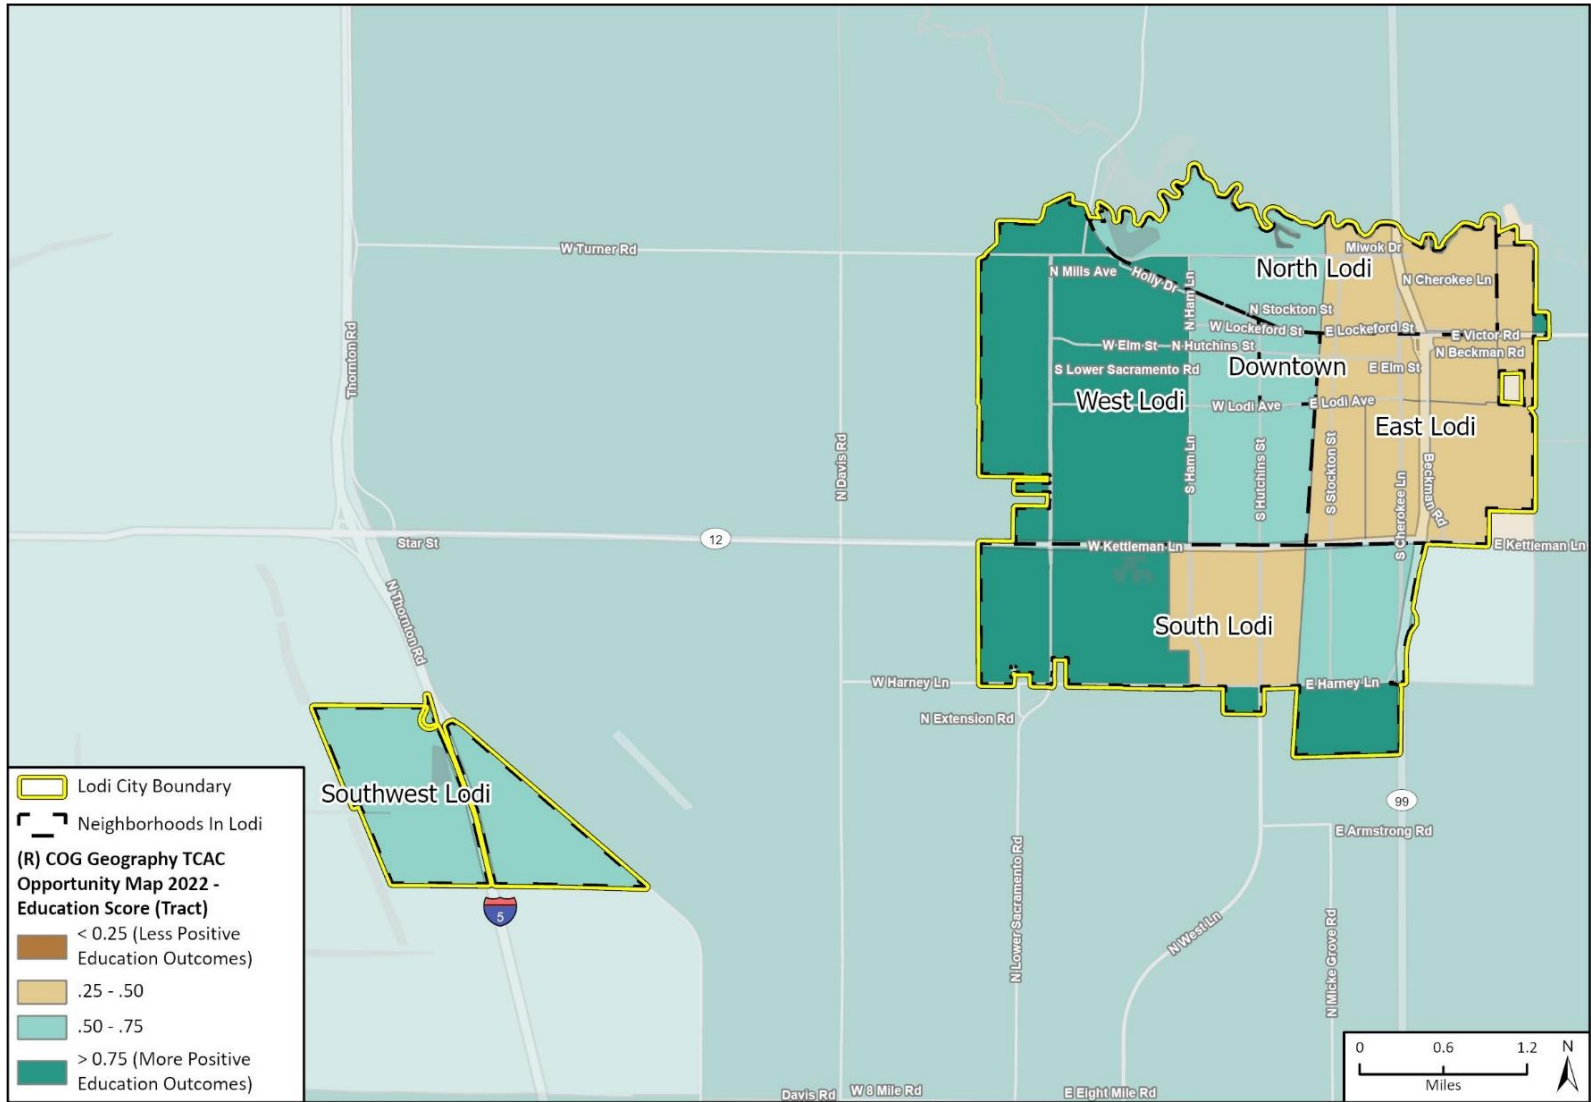 W Turner Rd
Thornton Rd
N Davis Rd
Star St
12
N Thornton Rd
Miwok Dr
North Lodi
N Mills Ave
Holly Dr
N Ham Ln
N Cherokee Ln
N Stockton St
W Lockeford St
E Lockeford St
E Victor Rd
W Elm St
N Hutchins St
N Beckman Rd
Downtown
E Elm St
S Lower Sacramento Rd
West Lodi
W Lodi Ave
E Lodi Ave
East Lodi
S Ham Ln
S Hutchins St
S Stockton St
S Cherokee Ln
Beckman Rd
W Kettleman Ln
E Kettleman Ln
South Lodi
W Harney Ln
E Harney Ln
N Extension Rd
Southwest Lodi
99
E Armstrong Rd
N Lower Sacramento Rd
N West Ln
N Micke Grove Rd
5
Davis Rd
W 8 Mile Rd
E Eight Mile Rd
Lodi City Boundary
Neighborhoods In Lodi
(R) COG Geography TCAC
Opportunity Map 2022 -
Education Score (Tract)
< 0.25 (Less Positive
Education Outcomes)
.25 - .50
.50 - .75
> 0.75 (More Positive
Education Outcomes)
0 0.6 1.2
Miles
N